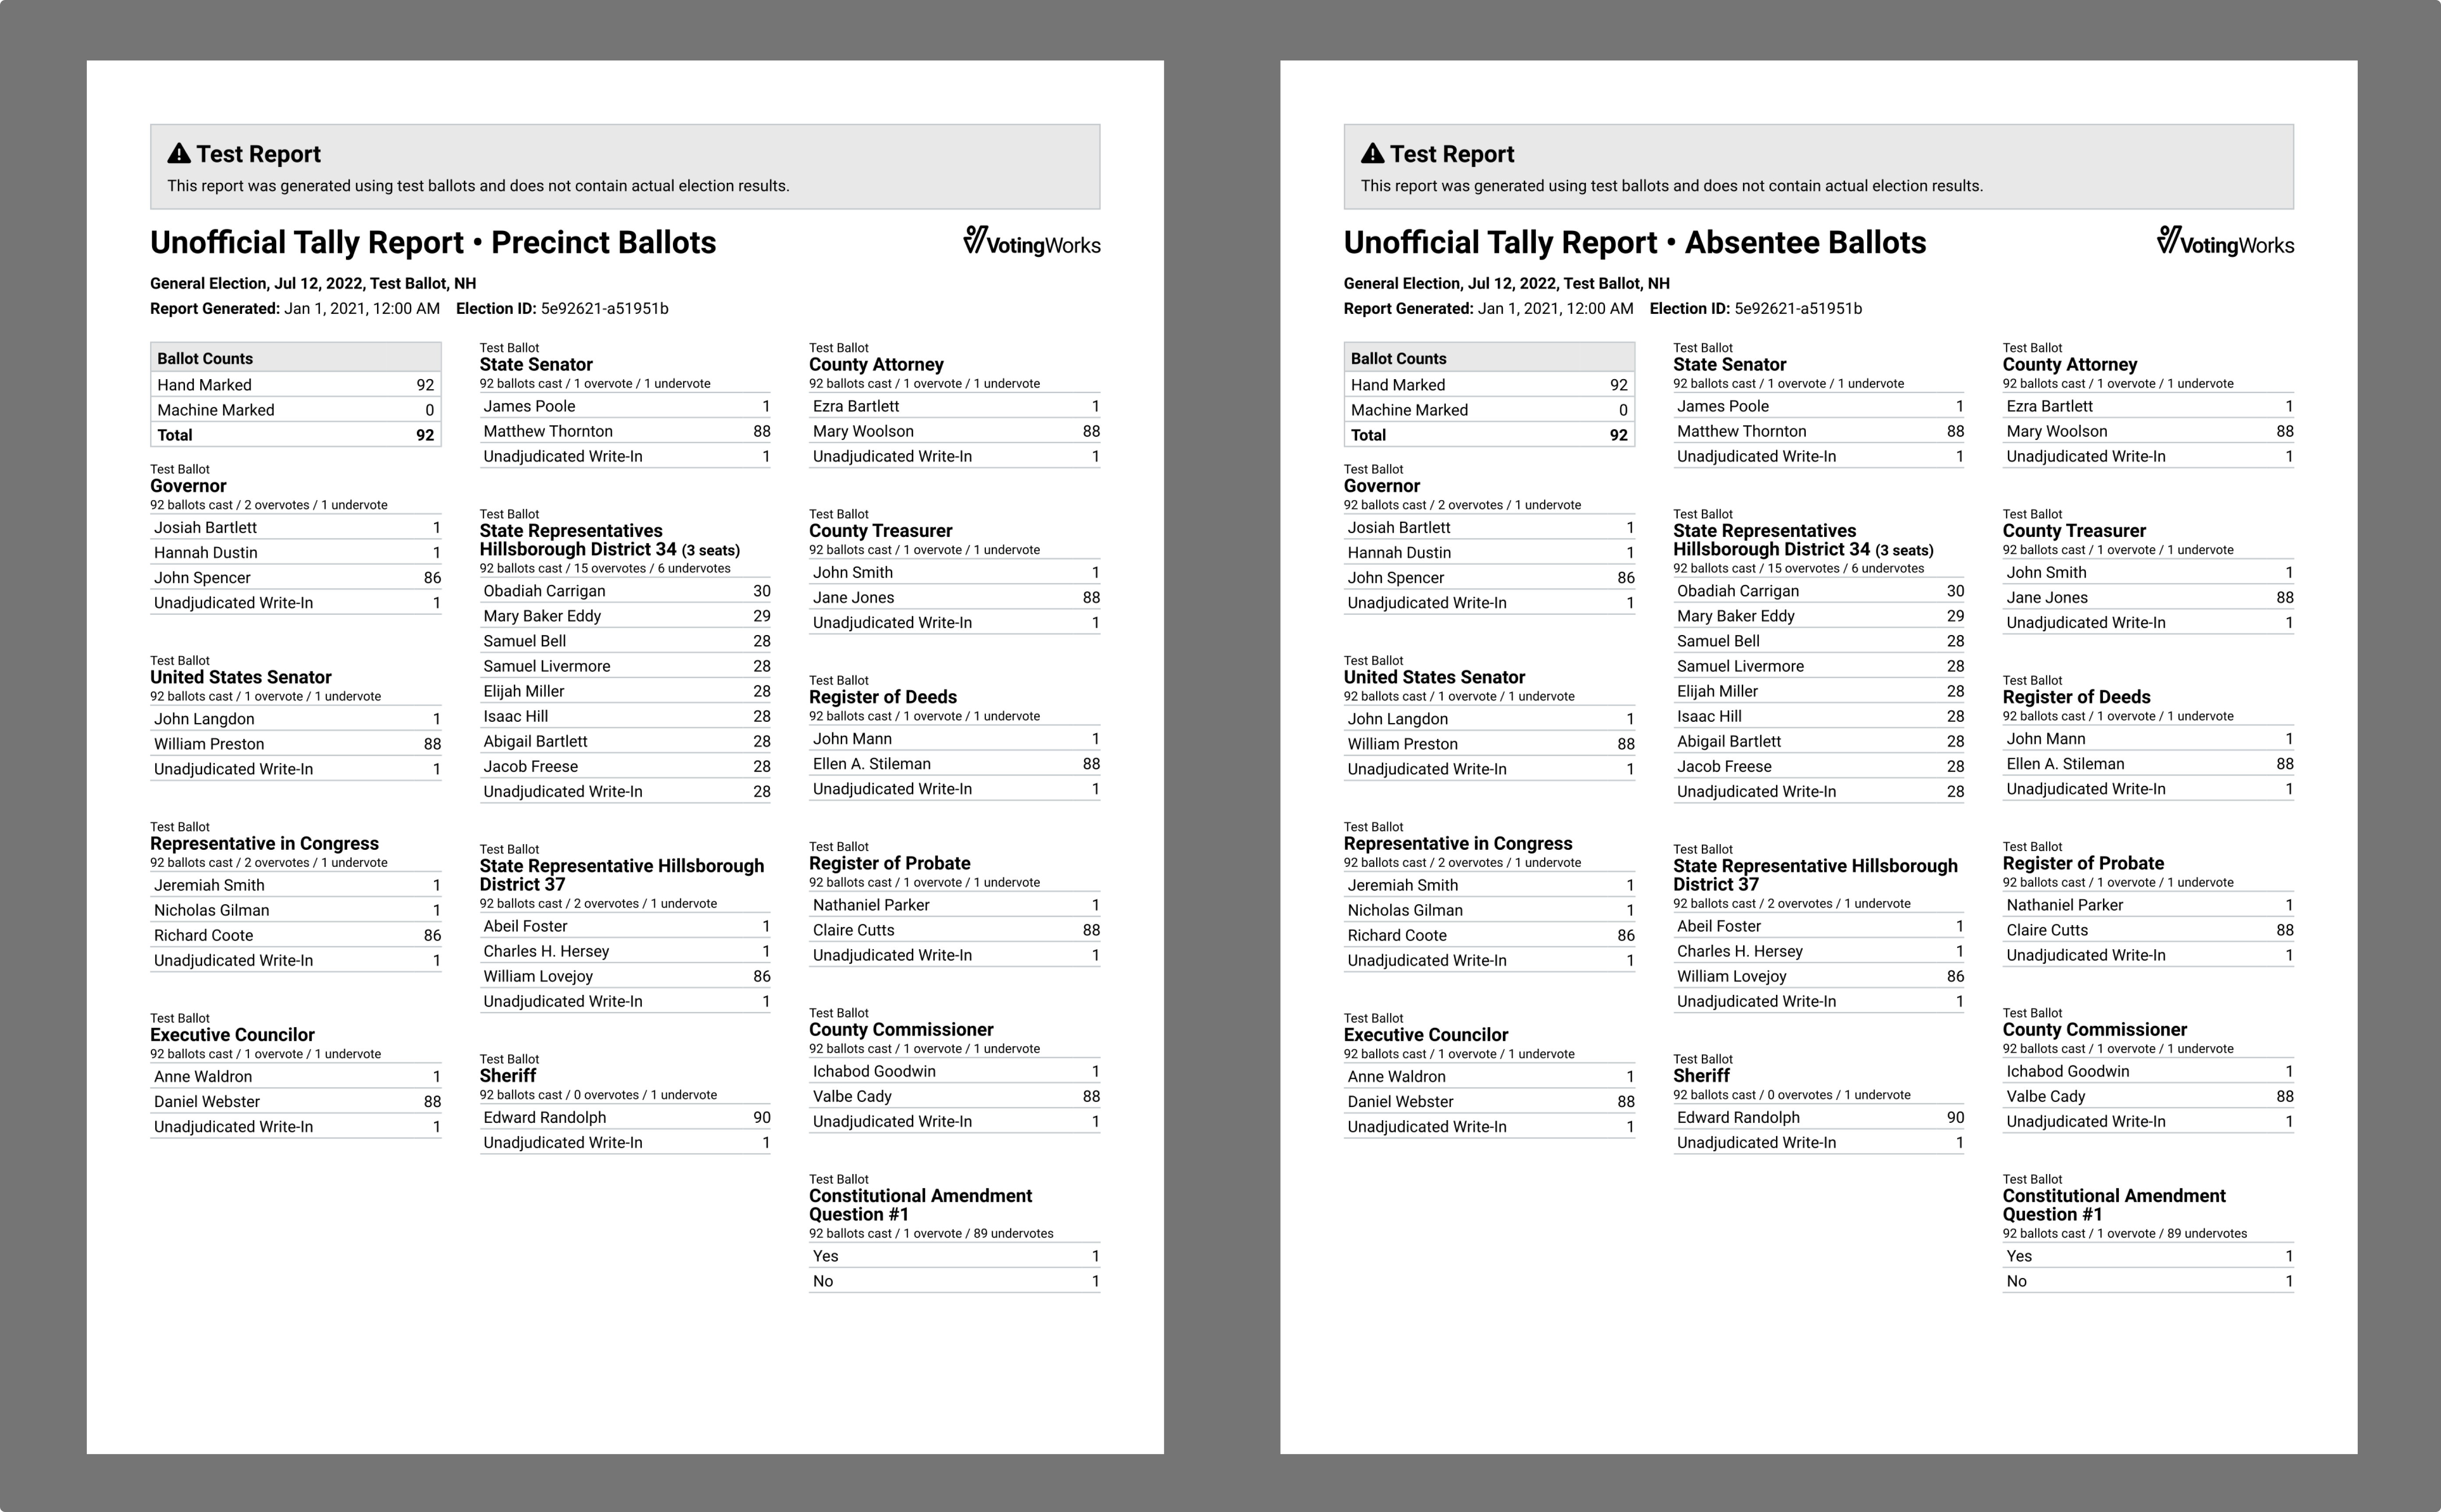 Test Report
This report was generated using test ballots and does not contain actual election results.
Unofficial Tally Report • Precinct Ballots
VotingWorks
General Election, Jul 12, 2022, Test Ballot, NH
Report Generated: Jan 1, 2021, 12:00 AM Election ID: 5e92621-a51951b
Ballot Counts
Hand Marked 92
Machine Marked 0
Total 92
Test Ballot
Governor
92 ballots cast / 2 overvotes / 1 undervote
Josiah Bartlett 1
Hannah Dustin 1
John Spencer 86
Unadjudicated Write-In 1
Test Ballot
United States Senator
92 ballots cast / 1 overvote / 1 undervote
John Langdon 1
William Preston 88
Unadjudicated Write-In 1
Test Ballot
Representative in Congress
92 ballots cast / 2 overvotes / 1 undervote
Jeremiah Smith 1
Nicholas Gilman 1
Richard Coote 86
Unadjudicated Write-In 1
Test Ballot
Executive Councilor
92 ballots cast / 1 overvote / 1 undervote
Anne Waldron 1
Daniel Webster 88
Unadjudicated Write-In 1
Test Ballot
State Senator
92 ballots cast / 1 overvote / 1 undervote
James Poole 1
Matthew Thornton 88
Unadjudicated Write-In 1
Test Ballot
State Representatives
Hillsborough District 34 (3 seats)
92 ballots cast / 15 overvotes / 6 undervotes
Obadiah Carrigan 30
Mary Baker Eddy 29
Samuel Bell 28
Samuel Livermore 28
Elijah Miller 28
Isaac Hill 28
Abigail Bartlett 28
Jacob Freese 28
Unadjudicated Write-In 28
Test Ballot
State Representative Hillsborough
District 37
92 ballots cast / 2 overvotes / 1 undervote
Abeil Foster 1
Charles H. Hersey 1
William Lovejoy 86
Unadjudicated Write-In 1
Test Ballot
Sheriff
92 ballots cast / 0 overvotes / 1 undervote
Edward Randolph 90
Unadjudicated Write-In 1
Test Ballot
County Attorney
92 ballots cast / 1 overvote / 1 undervote
Ezra Bartlett 1
Mary Woolson 88
Unadjudicated Write-In 1
Test Ballot
County Treasurer
92 ballots cast / 1 overvote / 1 undervote
John Smith 1
Jane Jones 88
Unadjudicated Write-In 1
Test Ballot
Register of Deeds
92 ballots cast / 1 overvote / 1 undervote
John Mann 1
Ellen A. Stileman 88
Unadjudicated Write-In 1
Test Ballot
Register of Probate
92 ballots cast / 1 overvote / 1 undervote
Nathaniel Parker 1
Claire Cutts 88
Unadjudicated Write-In 1
Test Ballot
County Commissioner
92 ballots cast / 1 overvote / 1 undervote
Ichabod Goodwin 1
Valbe Cady 88
Unadjudicated Write-In 1
Test Ballot
Constitutional Amendment
Question #1
92 ballots cast / 1 overvote / 89 undervotes
Yes 1
No 1
Test Report
This report was generated using test ballots and does not contain actual election results.
Unofficial Tally Report • Absentee Ballots
VotingWorks
General Election, Jul 12, 2022, Test Ballot, NH
Report Generated: Jan 1, 2021, 12:00 AM Election ID: 5e92621-a51951b
Ballot Counts
Hand Marked 92
Machine Marked 0
Total 92
Test Ballot
Governor
92 ballots cast / 2 overvotes / 1 undervote
Josiah Bartlett 1
Hannah Dustin 1
John Spencer 86
Unadjudicated Write-In 1
Test Ballot
United States Senator
92 ballots cast / 1 overvote / 1 undervote
John Langdon 1
William Preston 88
Unadjudicated Write-In 1
Test Ballot
Representative in Congress
92 ballots cast / 2 overvotes / 1 undervote
Jeremiah Smith 1
Nicholas Gilman 1
Richard Coote 86
Unadjudicated Write-In 1
Test Ballot
Executive Councilor
92 ballots cast / 1 overvote / 1 undervote
Anne Waldron 1
Daniel Webster 88
Unadjudicated Write-In 1
Test Ballot
State Senator
92 ballots cast / 1 overvote / 1 undervote
James Poole 1
Matthew Thornton 88
Unadjudicated Write-In 1
Test Ballot
State Representatives
Hillsborough District 34 (3 seats)
92 ballots cast / 15 overvotes / 6 undervotes
Obadiah Carrigan 30
Mary Baker Eddy 29
Samuel Bell 28
Samuel Livermore 28
Elijah Miller 28
Isaac Hill 28
Abigail Bartlett 28
Jacob Freese 28
Unadjudicated Write-In 28
Test Ballot
State Representative Hillsborough
District 37
92 ballots cast / 2 overvotes / 1 undervote
Abeil Foster 1
Charles H. Hersey 1
William Lovejoy 86
Unadjudicated Write-In 1
Test Ballot
Sheriff
92 ballots cast / 0 overvotes / 1 undervote
Edward Randolph 90
Unadjudicated Write-In 1
Test Ballot
County Attorney
92 ballots cast / 1 overvote / 1 undervote
Ezra Bartlett 1
Mary Woolson 88
Unadjudicated Write-In 1
Test Ballot
County Treasurer
92 ballots cast / 1 overvote / 1 undervote
John Smith 1
Jane Jones 88
Unadjudicated Write-In 1
Test Ballot
Register of Deeds
92 ballots cast / 1 overvote / 1 undervote
John Mann 1
Ellen A. Stileman 88
Unadjudicated Write-In 1
Test Ballot
Register of Probate
92 ballots cast / 1 overvote / 1 undervote
Nathaniel Parker 1
Claire Cutts 88
Unadjudicated Write-In 1
Test Ballot
County Commissioner
92 ballots cast / 1 overvote / 1 undervote
Ichabod Goodwin 1
Valbe Cady 88
Unadjudicated Write-In 1
Test Ballot
Constitutional Amendment
Question #1
92 ballots cast / 1 overvote / 89 undervotes
Yes 1
No 1